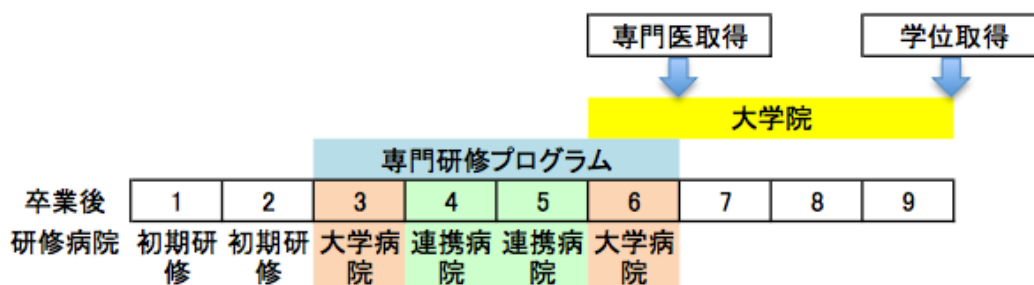 専門医取得 学位取得
大学院
専門研修プログラム
卒業後 1 2 3 4 5 6 7 8 9
研修病院 初期研修 初期研修 大学病院 連携病院 連携病院 大学病院